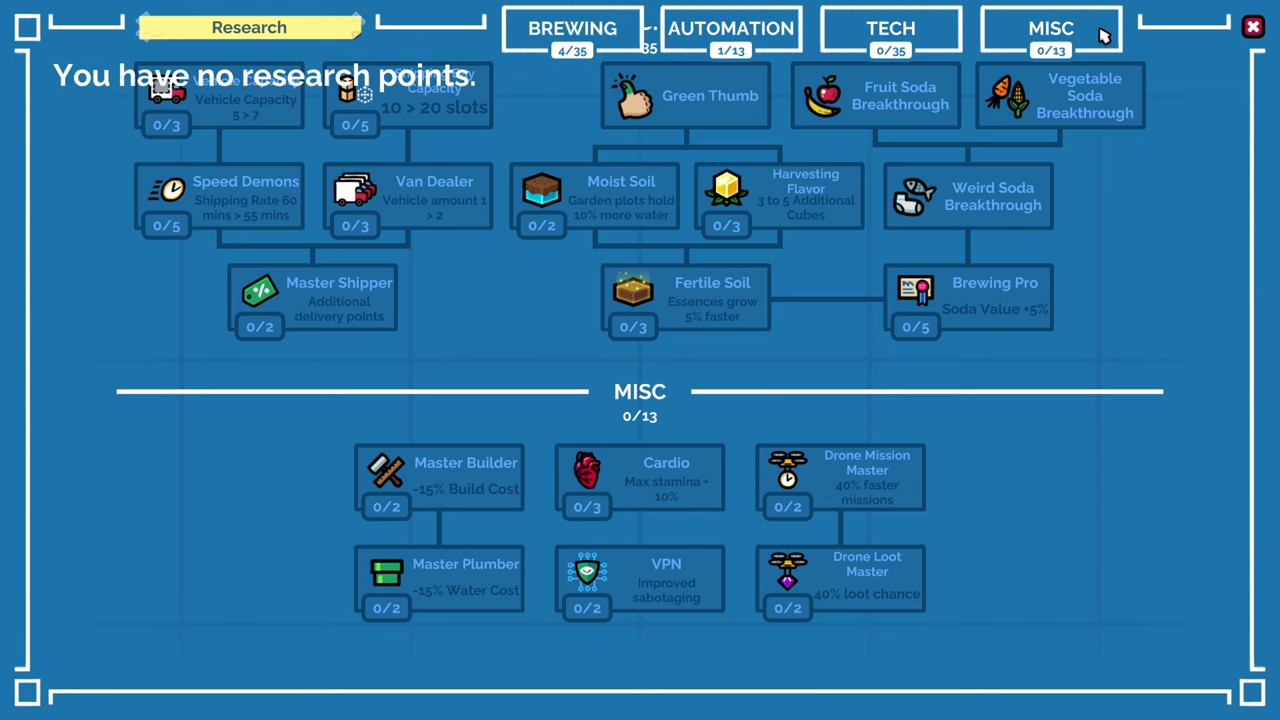 Research
BREWING
4/35
AUTOMATION
1/13
TECH
0/35
MISC
0/13
35
You have no research points.
Vehicle Capacity
5 > 7
0/3
Capacity
10 > 20 slots
0/5
Green Thumb
Fruit Soda
Breakthrough
Vegetable
Soda
Breakthrough
Speed Demons
Shipping Rate 60
mins > 55 mins
0/5
Van Dealer
Vehicle amount 1
> 2
0/3
Moist Soil
Garden plots hold
10% more water
0/2
Harvesting
Flavor
3 to 5 Additional
Cubes
0/3
Weird Soda
Breakthrough
Master Shipper
Additional
delivery points
0/2
Fertile Soil
Essences grow
5% faster
0/3
Brewing Pro
Soda Value +5%
0/5
MISC
0/13
Master Builder
-15% Build Cost
0/2
Cardio
Max stamina +
10%
0/3
Drone Mission
Master
40% faster
missions
0/2
Master Plumber
-15% Water Cost
0/2
VPN
Improved
sabotaging
0/2
Drone Loot
Master
40% loot chance
0/2